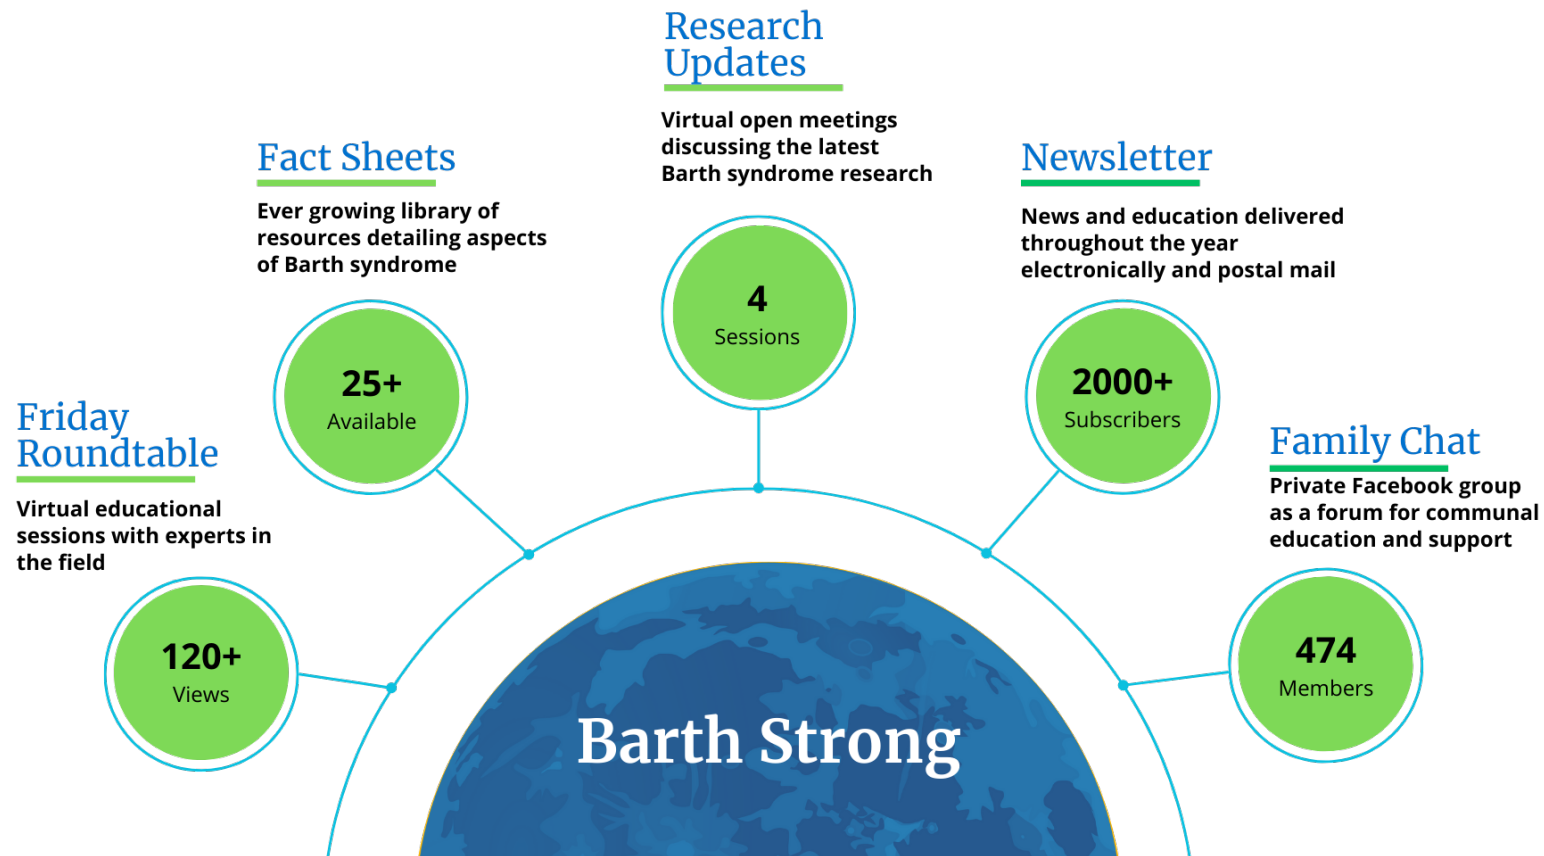 Research
Updates
Virtual open meetings
discussing the latest
Barth syndrome research
4
Sessions
Fact Sheets
Ever growing library of
resources detailing aspects
of Barth syndrome
25+
Available
Newsletter
News and education delivered
throughout the year
electronically and postal mail
2000+
Subscribers
Friday
Roundtable
Virtual educational
sessions with experts in
the field
120+
Views
Family Chat
Private Facebook group
as a forum for communal
education and support
474
Members
Barth Strong